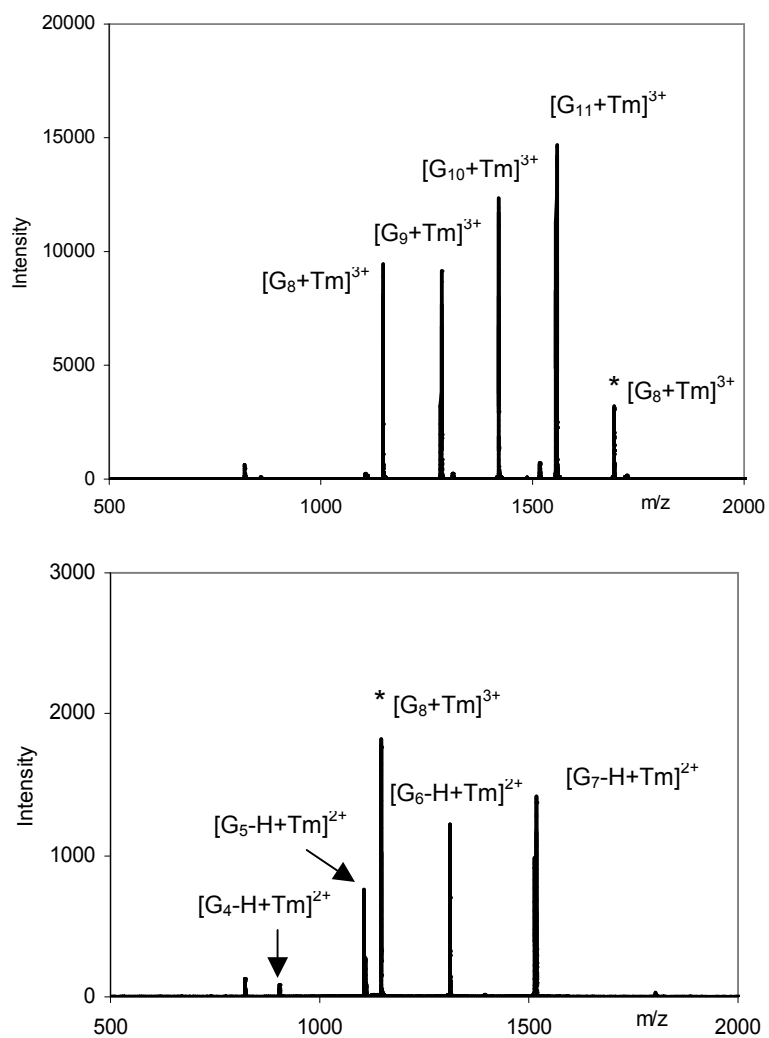 20000
[G₁₁+Tm]³⁺
15000
[G₁₀+Tm]³⁺
[G₉+Tm]³⁺
Intensity
10000
[G₈+Tm]³⁺
5000
* [G₈+Tm]³⁺
0
500 1000 1500 m/z 2000
3000
* [G₈+Tm]³⁺
2000
[G₇-H+Tm]²⁺
[G₆-H+Tm]²⁺
Intensity
[G₅-H+Tm]²⁺
1000
[G₄-H+Tm]²⁺
0
500 1000 1500 m/z 2000